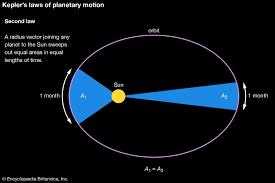 Kepler's laws of planetary motion
Second law
A radius vector joining any
planet to the Sun sweeps
out equal areas in equal
lengths of time.
orbit
Sun
1 month
A₁
A₂
1 month
A₁ = A₂
© Encyclopædia Britannica, Inc.